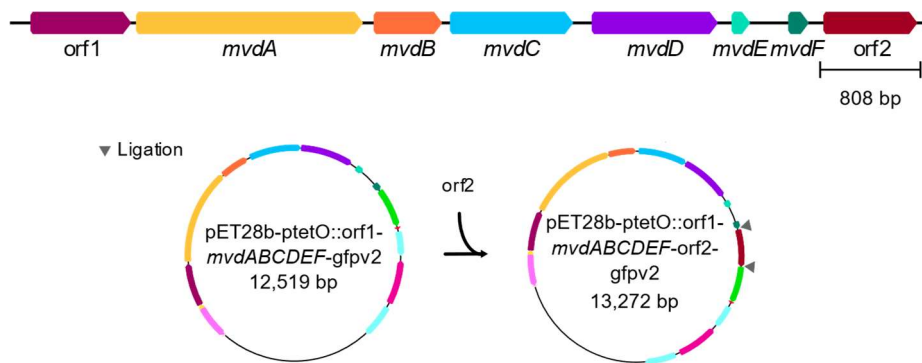 orf1 mvdA mvdB mvdC mvdD mvdE mvdF orf2
808 bp
Ligation
orf2
pET28b-ptetO::orf1-
mvdABCDEF-gfpv2
12,519 bp
pET28b-ptetO::orf1-
mvdABCDEF-orf2-
gfpv2
13,272 bp